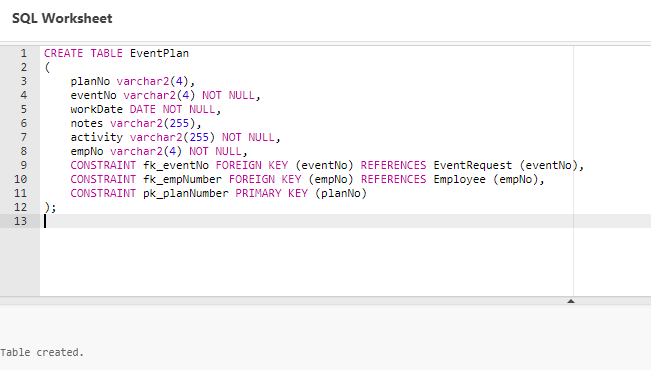 SQL Worksheet
1 CREATE TABLE EventPlan
2 (
3 planNo varchar2(4),
4 eventNo varchar2(4) NOT NULL,
5 workDate DATE NOT NULL,
6 notes varchar2(255),
7 activity varchar2(255) NOT NULL,
8 empNo varchar2(4) NOT NULL,
9 CONSTRAINT fk_eventNo FOREIGN KEY (eventNo) REFERENCES EventRequest (eventNo),
10 CONSTRAINT fk_empNumber FOREIGN KEY (empNo) REFERENCES Employee (empNo),
11 CONSTRAINT pk_planNumber PRIMARY KEY (planNo)
12 );
13
Table created.